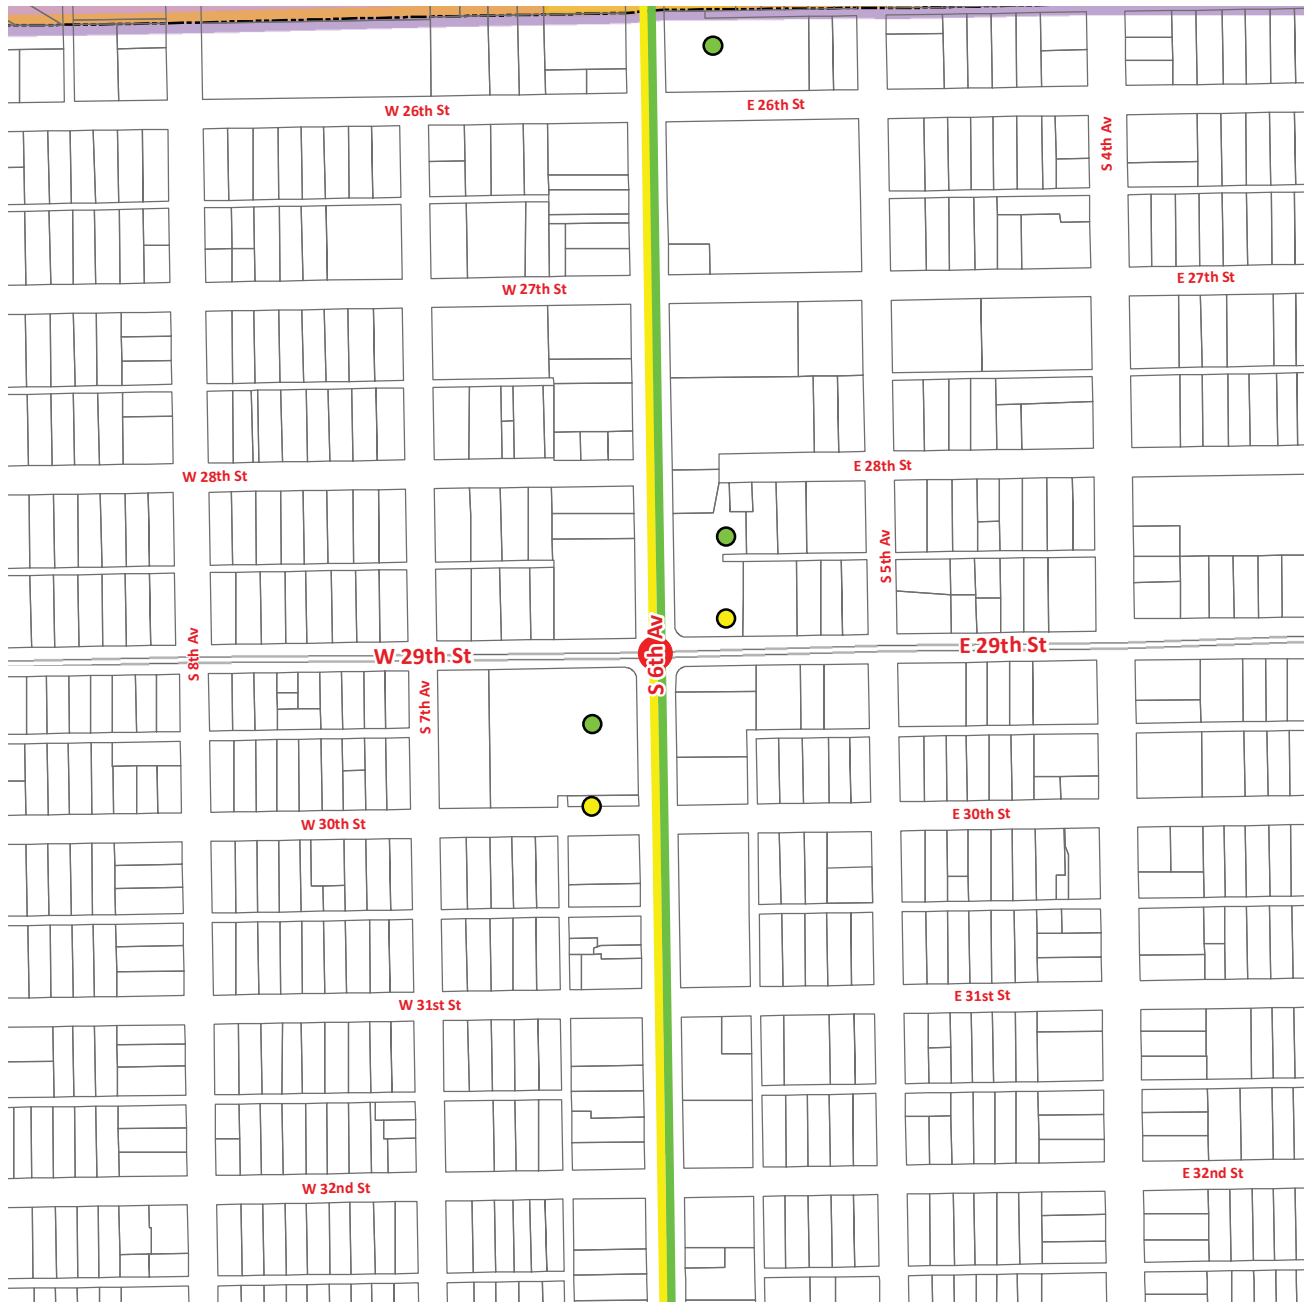 W 26th St
E 26th St
S 4th Av
W 27th St
E 27th St
W 28th St
E 28th St
S 5th Av
S 8th Av
W 29th St
S 6th Av
E 29th St
S 7th Av
W 30th St
E 30th St
W 31st St
E 31st St
W 32nd St
E 32nd St